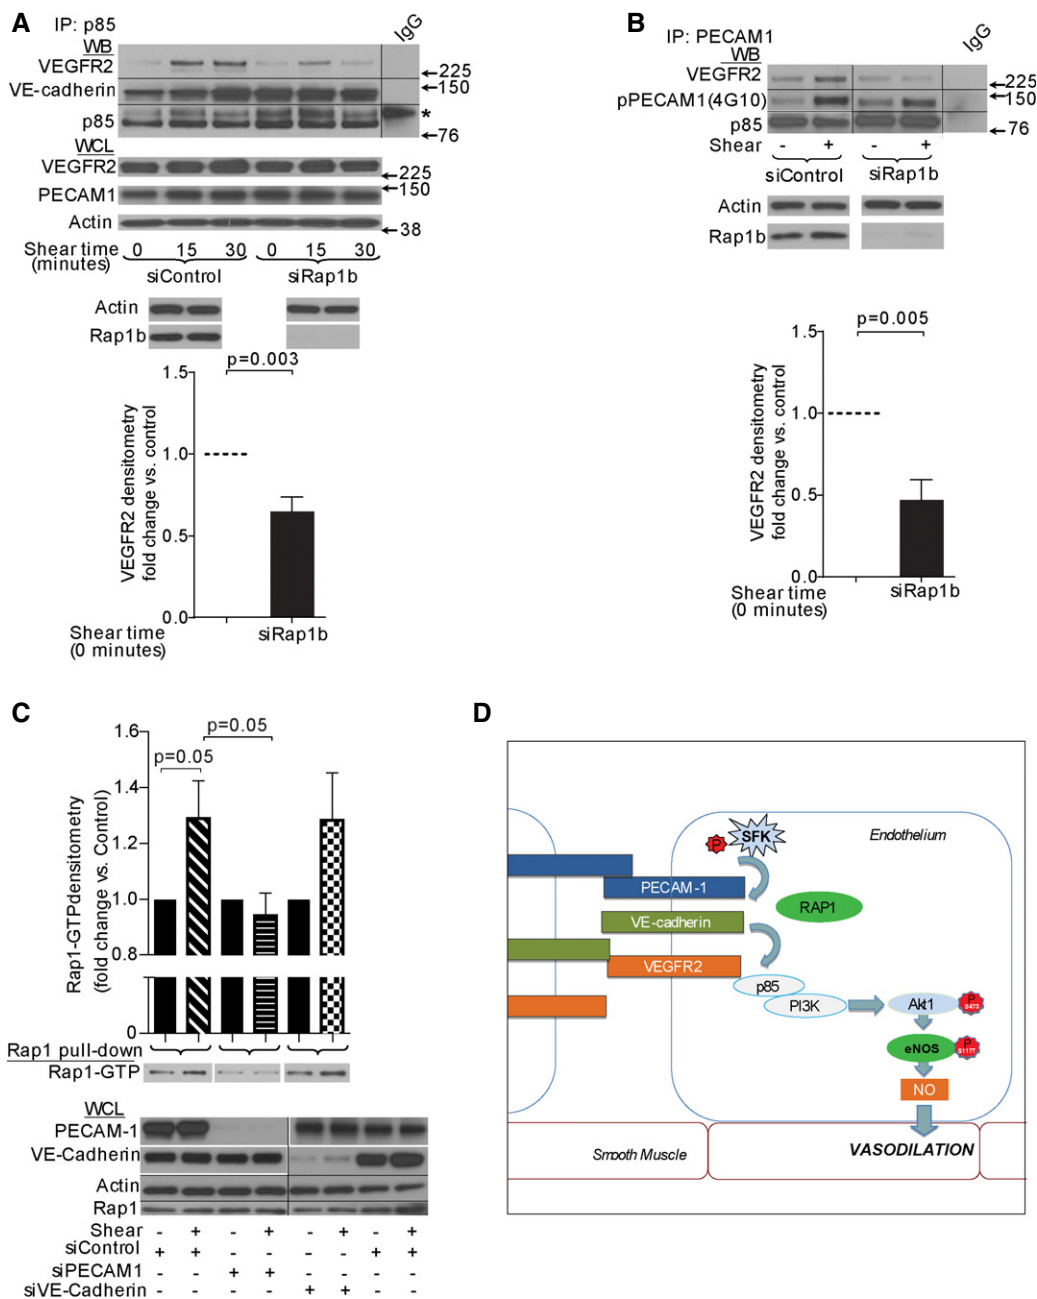 A
IP: p85
IgG
WB
VEGFR2
←225
VE-cadherin
←150
*
p85
←76
WCL
VEGFR2
←225
PECAM1
←150
Actin
←38
Shear time (minutes)
0 15 30 0 15 30
siControl siRap1b
Actin
Rap1b
p=0.003
1.5
1.0
0.5
0.0
VEGFR2 densitometry
fold change vs. control
Shear time
(0 minutes)
siRap1b
B
IP: PECAM1
IgG
WB
VEGFR2
←225
pPECAM1(4G10)
←150
p85
←76
Shear - + - +
siControl siRap1b
Actin
Rap1b
p=0.005
1.5
1.0
0.5
0.0
VEGFR2 densitometry
fold change vs. control
Shear time
(0 minutes)
siRap1b
C
p=0.05
p=0.05
1.6
1.4
1.2
1.0
0.8
0
Rap1-GTPdensitometry
(fold change vs. Control)
Rap1 pull-down
Rap1-GTP
WCL
PECAM-1
VE-Cadherin
Actin
Rap1
Shear - + - + - + - +
siControl + + - - - - + +
siPECAM1 - - + + - - - -
siVE-Cadherin - - - - + + - -
D
P
SFK
Endothelium
PECAM-1
RAP1
VE-cadherin
VEGFR2
p85
PI3K
Akt1
P
S473
eNOS
P
S1177
NO
Smooth Muscle
VASODILATION